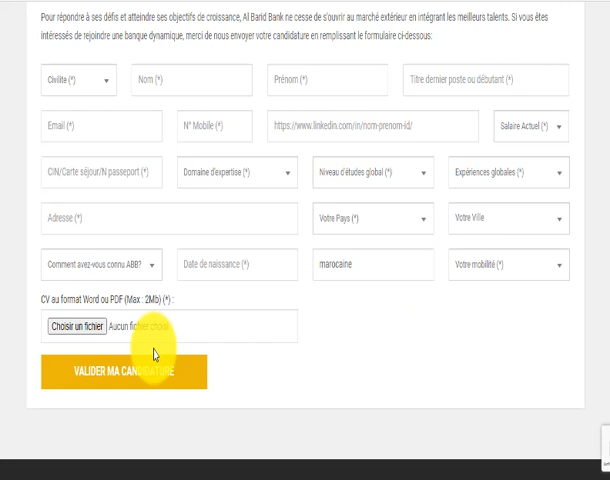 Pour répondre à ses défis et atteindre ses objectifs de croissance, Al Barid Bank ne cesse de s'ouvrir au marché extérieur en intégrant les meilleurs talents. Si vous êtes
intéressés de rejoindre une banque dynamique, merci de nous envoyer votre candidature en remplissant le formulaire ci-dessous:
Civilite (*) Nom (*) Prénom (*) Titre dernier poste ou débutant (*)
Email (*) N° Mobile (*) https://www.linkedin.com/in/nom-prenom-id/ Salaire Actuel (*)
CIN/Carte séjour/N passeport (*) Domaine d'expertise (*) Niveau d'études global (*) Expériences globales (*)
Adresse (*) Votre Pays (*) Votre Ville
Comment avez-vous connu ABB? Date de naissance (*) marocaine Votre mobilité (*)
CV au format Word ou PDF (Max : 2Mb) (*) :
Choisir un fichier Aucun fichier choisi
VALIDER MA CANDIDATURE